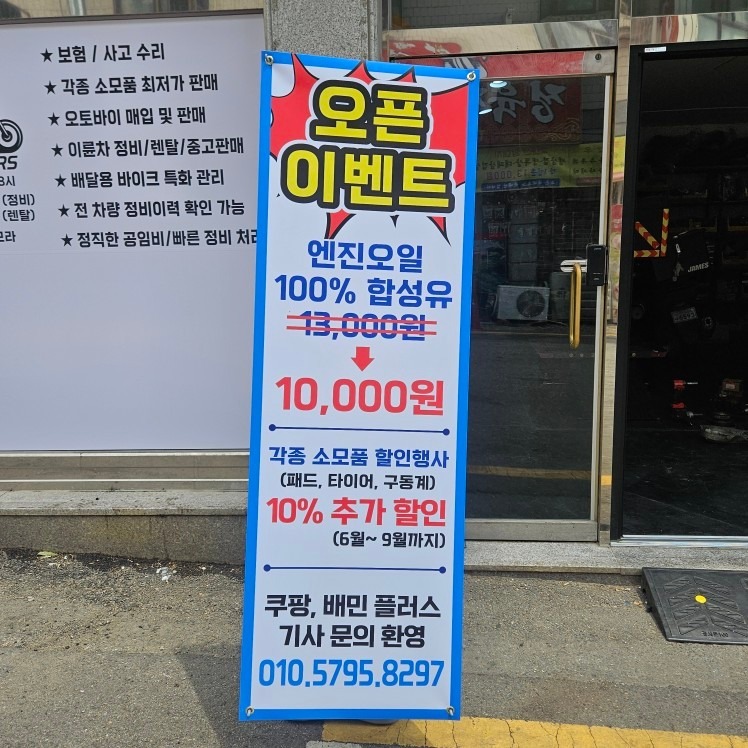 ★ 보험 / 사고 수리
★ 각종 소모품 최저가 판매
★ 오토바이 매입 및 판매
★ 이륜차 정비/렌탈/중고판매
★ 배달용 바이크 특화 관리
★ 전 차량 정비이력 확인 가능
★ 정직한 공임비/빠른 정비 처리
RS
8시
(정비)
(렌탈)
오픈
이벤트
엔진오일
100% 합성유
13,000원
10,000원
각종 소모품 할인행사
(패드, 타이어, 구동계)
10% 추가 할인
(6월~ 9월까지)
쿠팡, 배민 플러스
기사 문의 환영
010.5795.8297
JOMES